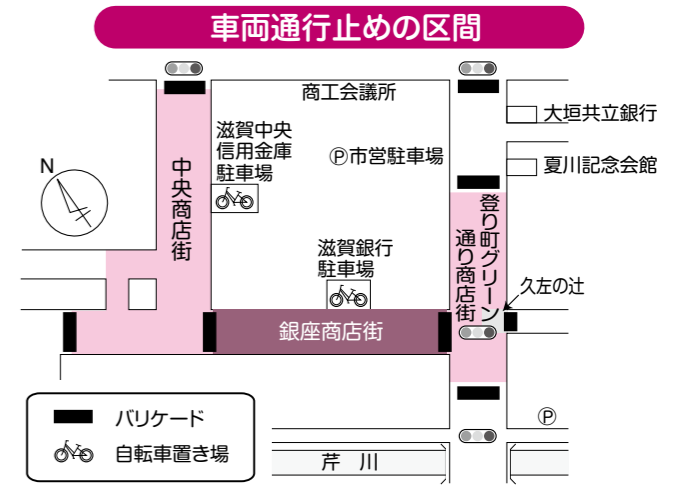 車両通行止めの区間
商工会議所
大垣共立銀行
滋賀中央
信用金庫
駐車場
Ⓟ市営駐車場
夏川記念会館
N
中央商店街
登り町グリーン
通り商店街
滋賀銀行
駐車場
久左の辻
銀座商店街
バリケード
自転車置き場
Ⓟ
芹 川